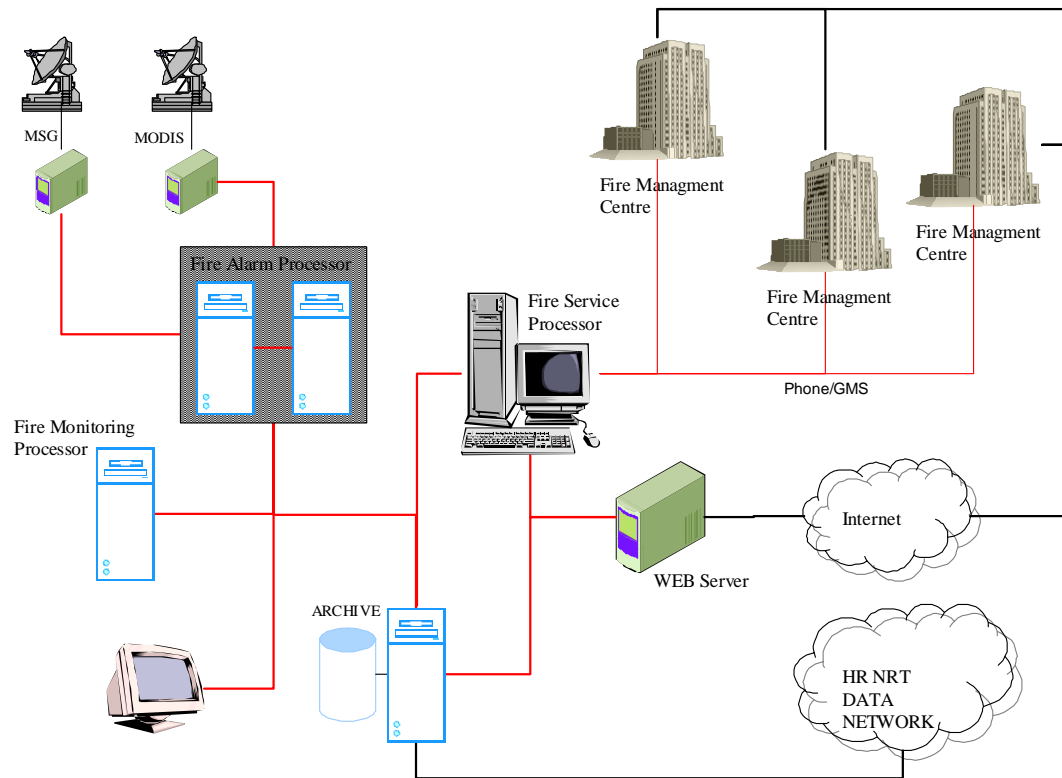 MSG
MODIS
Fire Managment
Centre
Fire Managment
Centre
Fire Managment
Centre
Fire Alarm Processor
Fire Service
Processor
Phone/GMS
Fire Monitoring
Processor
Internet
WEB Server
ARCHIVE
HR NRT
DATA
NETWORK